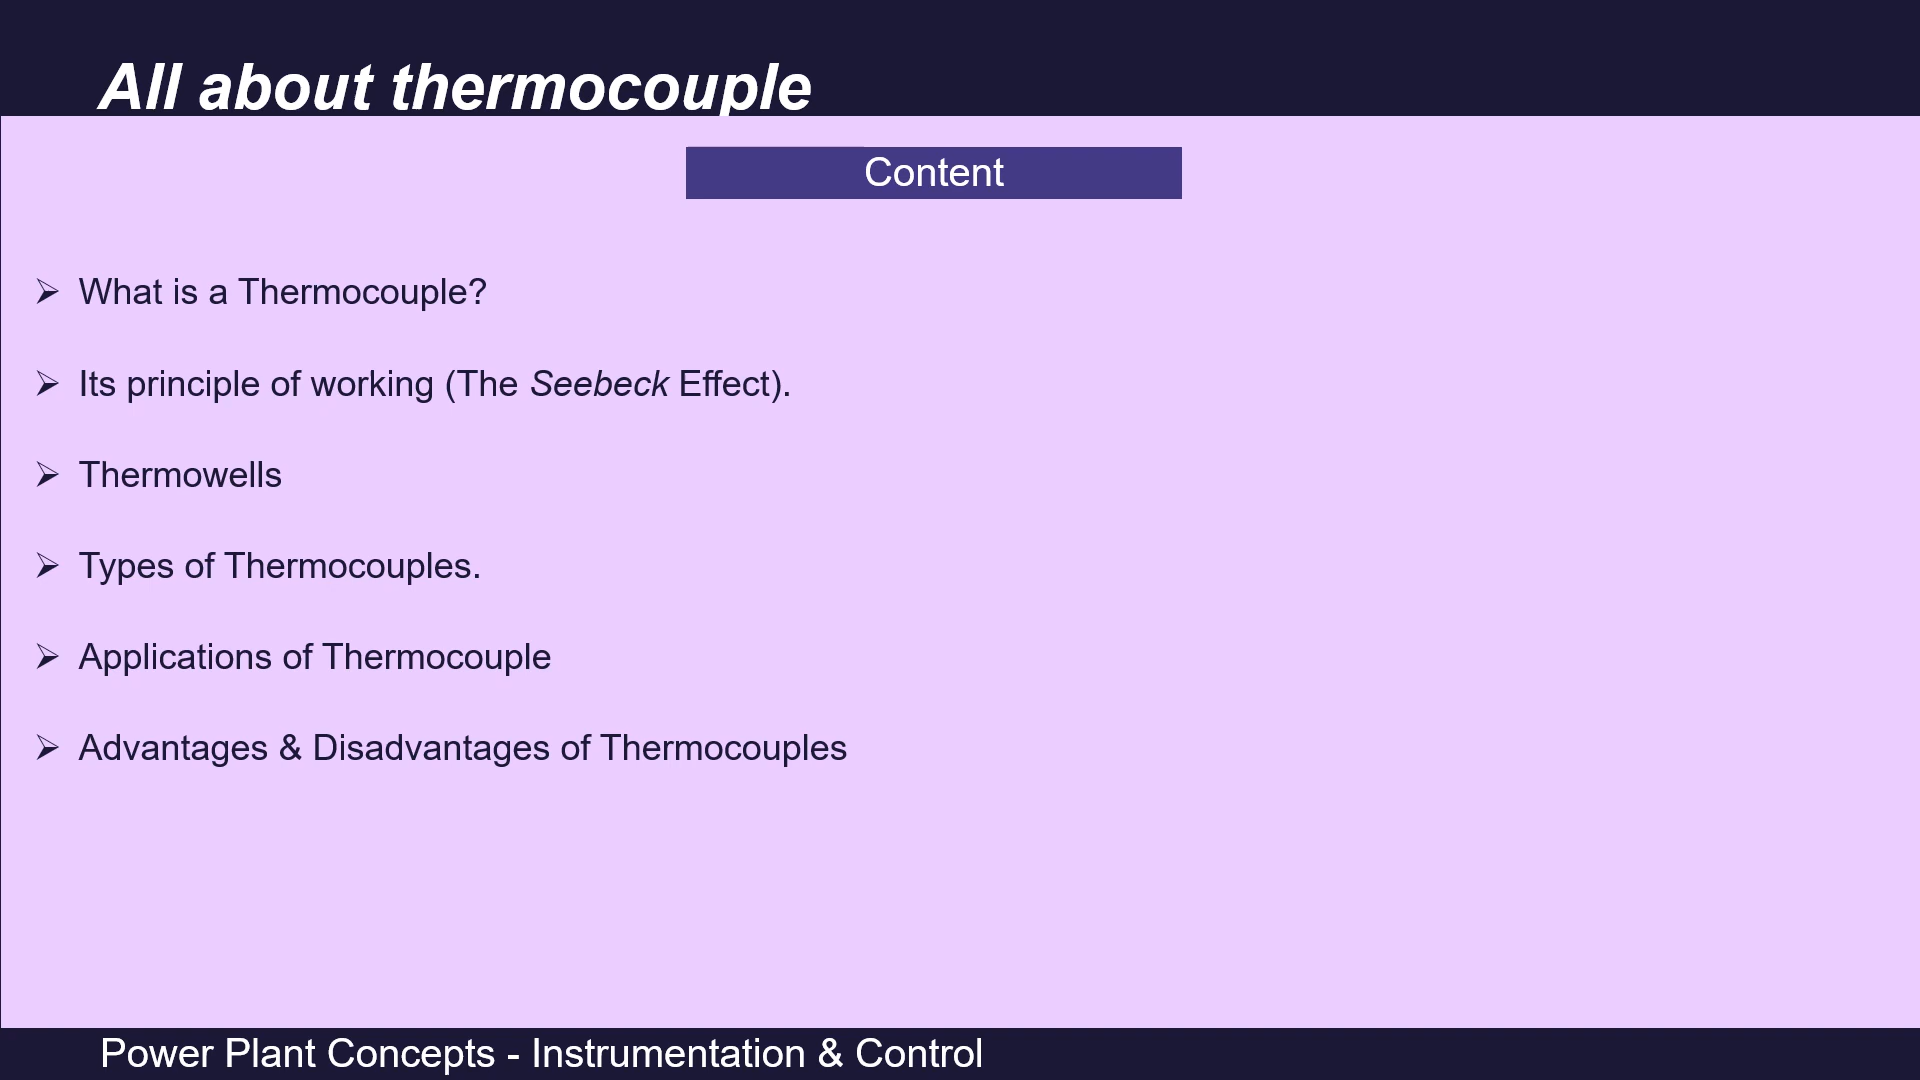 All about thermocouple
Content
➢ What is a Thermocouple?
➢ Its principle of working (The Seebeck Effect).
➢ Thermowells
➢ Types of Thermocouples.
➢ Applications of Thermocouple
➢ Advantages & Disadvantages of Thermocouples
Power Plant Concepts - Instrumentation & Control